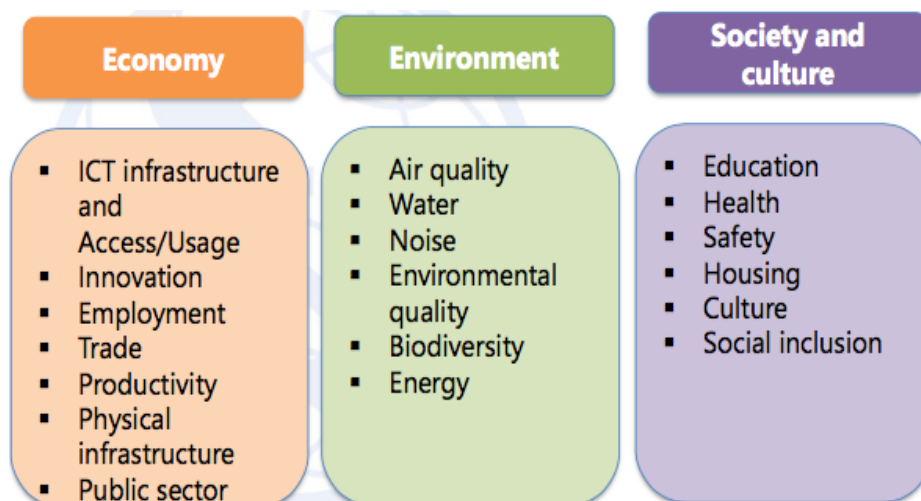 Economy
ICT infrastructure
and
Access/Usage
Innovation
Employment
Trade
Productivity
Physical
infrastructure
Public sector
Environment
Air quality
Water
Noise
Environmental
quality
Biodiversity
Energy
Society and
culture
Education
Health
Safety
Housing
Culture
Social inclusion